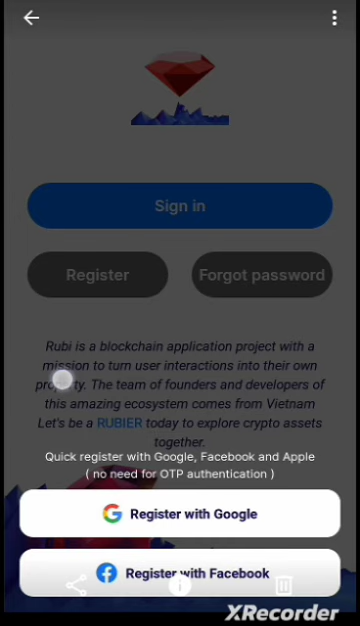 Sign in
Register
Forgot password
Rubi is a blockchain application project with a
mission to turn user interactions into their own
property. The team of founders and developers of
this amazing ecosystem comes from Vietnam
Let's be a RUBIER today to explore crypto assets
together.
Quick register with Google, Facebook and Apple
( no need for OTP authentication )
Register with Google
Register with Facebook
XRecorder